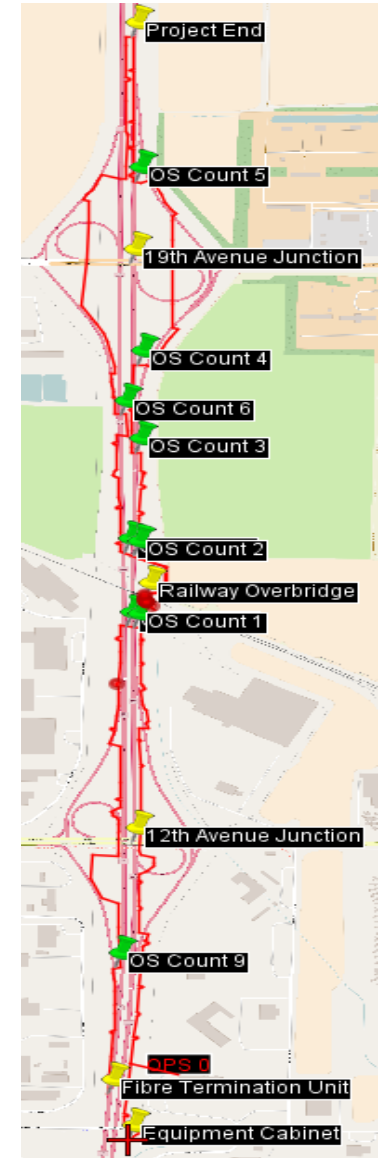 Project End
OS Count 5
19th Avenue Junction
OS Count 4
OS Count 6
OS Count 3
OS Count 2
Railway Overbridge
OS Count 1
12th Avenue Junction
OS Count 9
OPS 0
Fibre Termination Unit
Equipment Cabinet